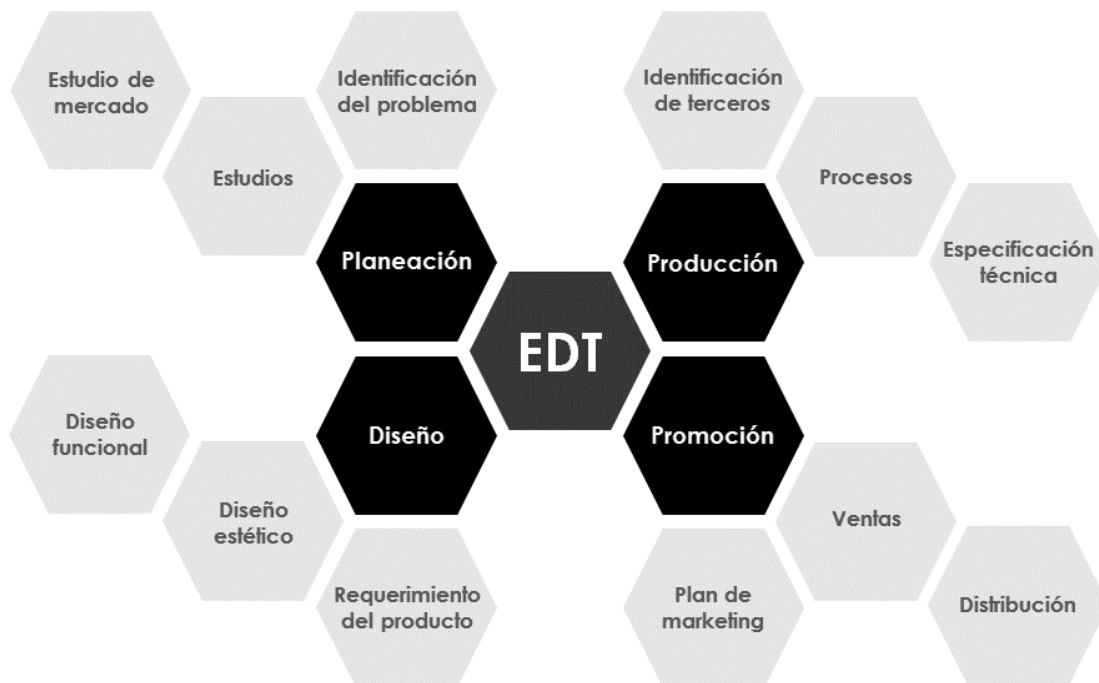 Estudio de
mercado
Identificación
del problema
Identificación
de terceros
Estudios
Procesos
Especificación
técnica
Planeación
Producción
EDT
Diseño
funcional
Diseño
Promoción
Diseño
estético
Ventas
Requerimiento
del producto
Plan de
marketing
Distribución